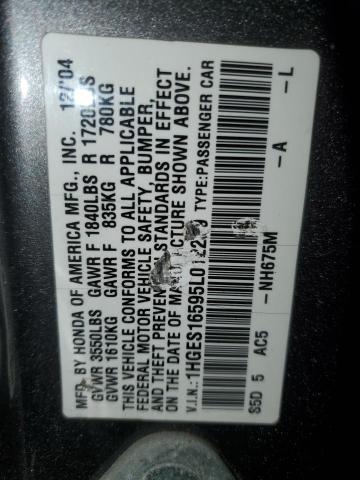 MFG. BY HONDA OF AMERICA MFG., INC. 12/'04
GVWR 3550LBS GAWR F 1840LBS R 1720LBS
GVWR 1610KG GAWR F 835KG R 780KG
THIS VEHICLE CONFORMS TO ALL APPLICABLE
FEDERAL MOTOR VEHICLE SAFETY, BUMPER,
AND THEFT PREVENTION STANDARDS IN EFFECT
ON THE DATE OF MANUFACTURE SHOWN ABOVE.
V.I.N.: TYPE:PASSENGER CAR
S5D 5 AC5 -NH675M -A -L